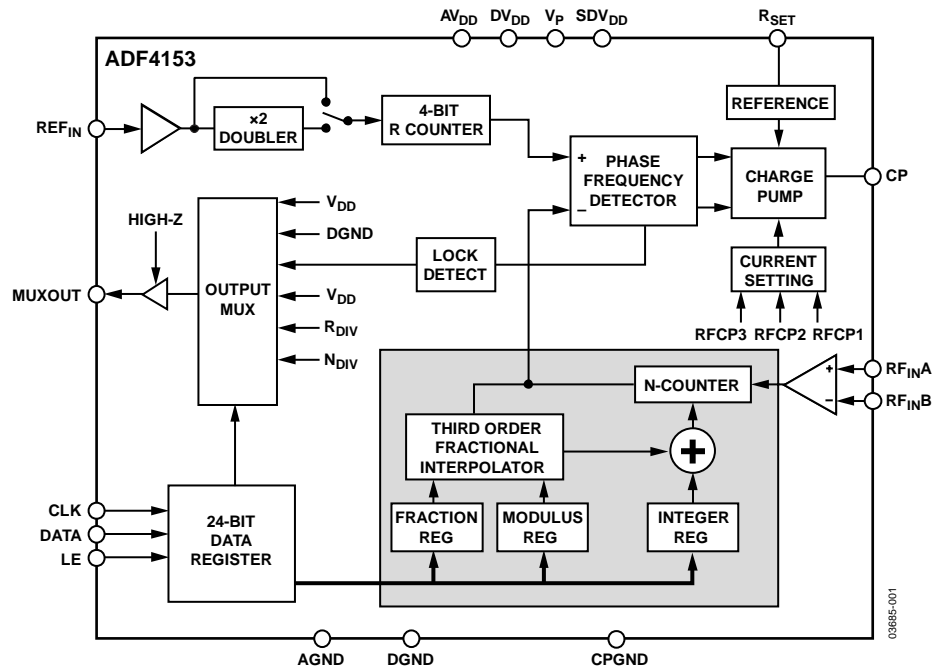 AVDD DVDD VP SDVDD RSET
ADF4153
REFIN
×2
DOUBLER
4-BIT
R COUNTER
REFERENCE
+
−
PHASE
FREQUENCY
DETECTOR
CHARGE
PUMP
CP
HIGH-Z
MUXOUT
OUTPUT
MUX
VDD
DGND
LOCK
DETECT
VDD
RDIV
NDIV
CURRENT
SETTING
RFCP3 RFCP2 RFCP1
N-COUNTER
+
−
RFINA
RFINB
THIRD ORDER
FRACTIONAL
INTERPOLATOR
+
CLK
DATA
LE
24-BIT
DATA
REGISTER
FRACTION
REG
MODULUS
REG
INTEGER
REG
AGND DGND CPGND
03685-001